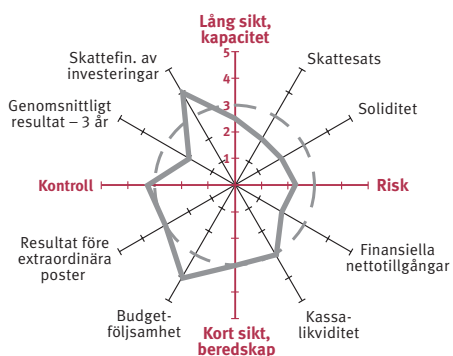 Lång sikt,
kapacitet
Skattefin. av
investeringar
Skattesats
Genomsnittligt
resultat – 3 år
Soliditet
5
4
3
2
1
Kontroll
Risk
Resultat före
extraordinära
poster
Finansiella
nettotillgångar
Budget-
följsamhet
Kassa-
likviditet
Kort sikt,
beredskap